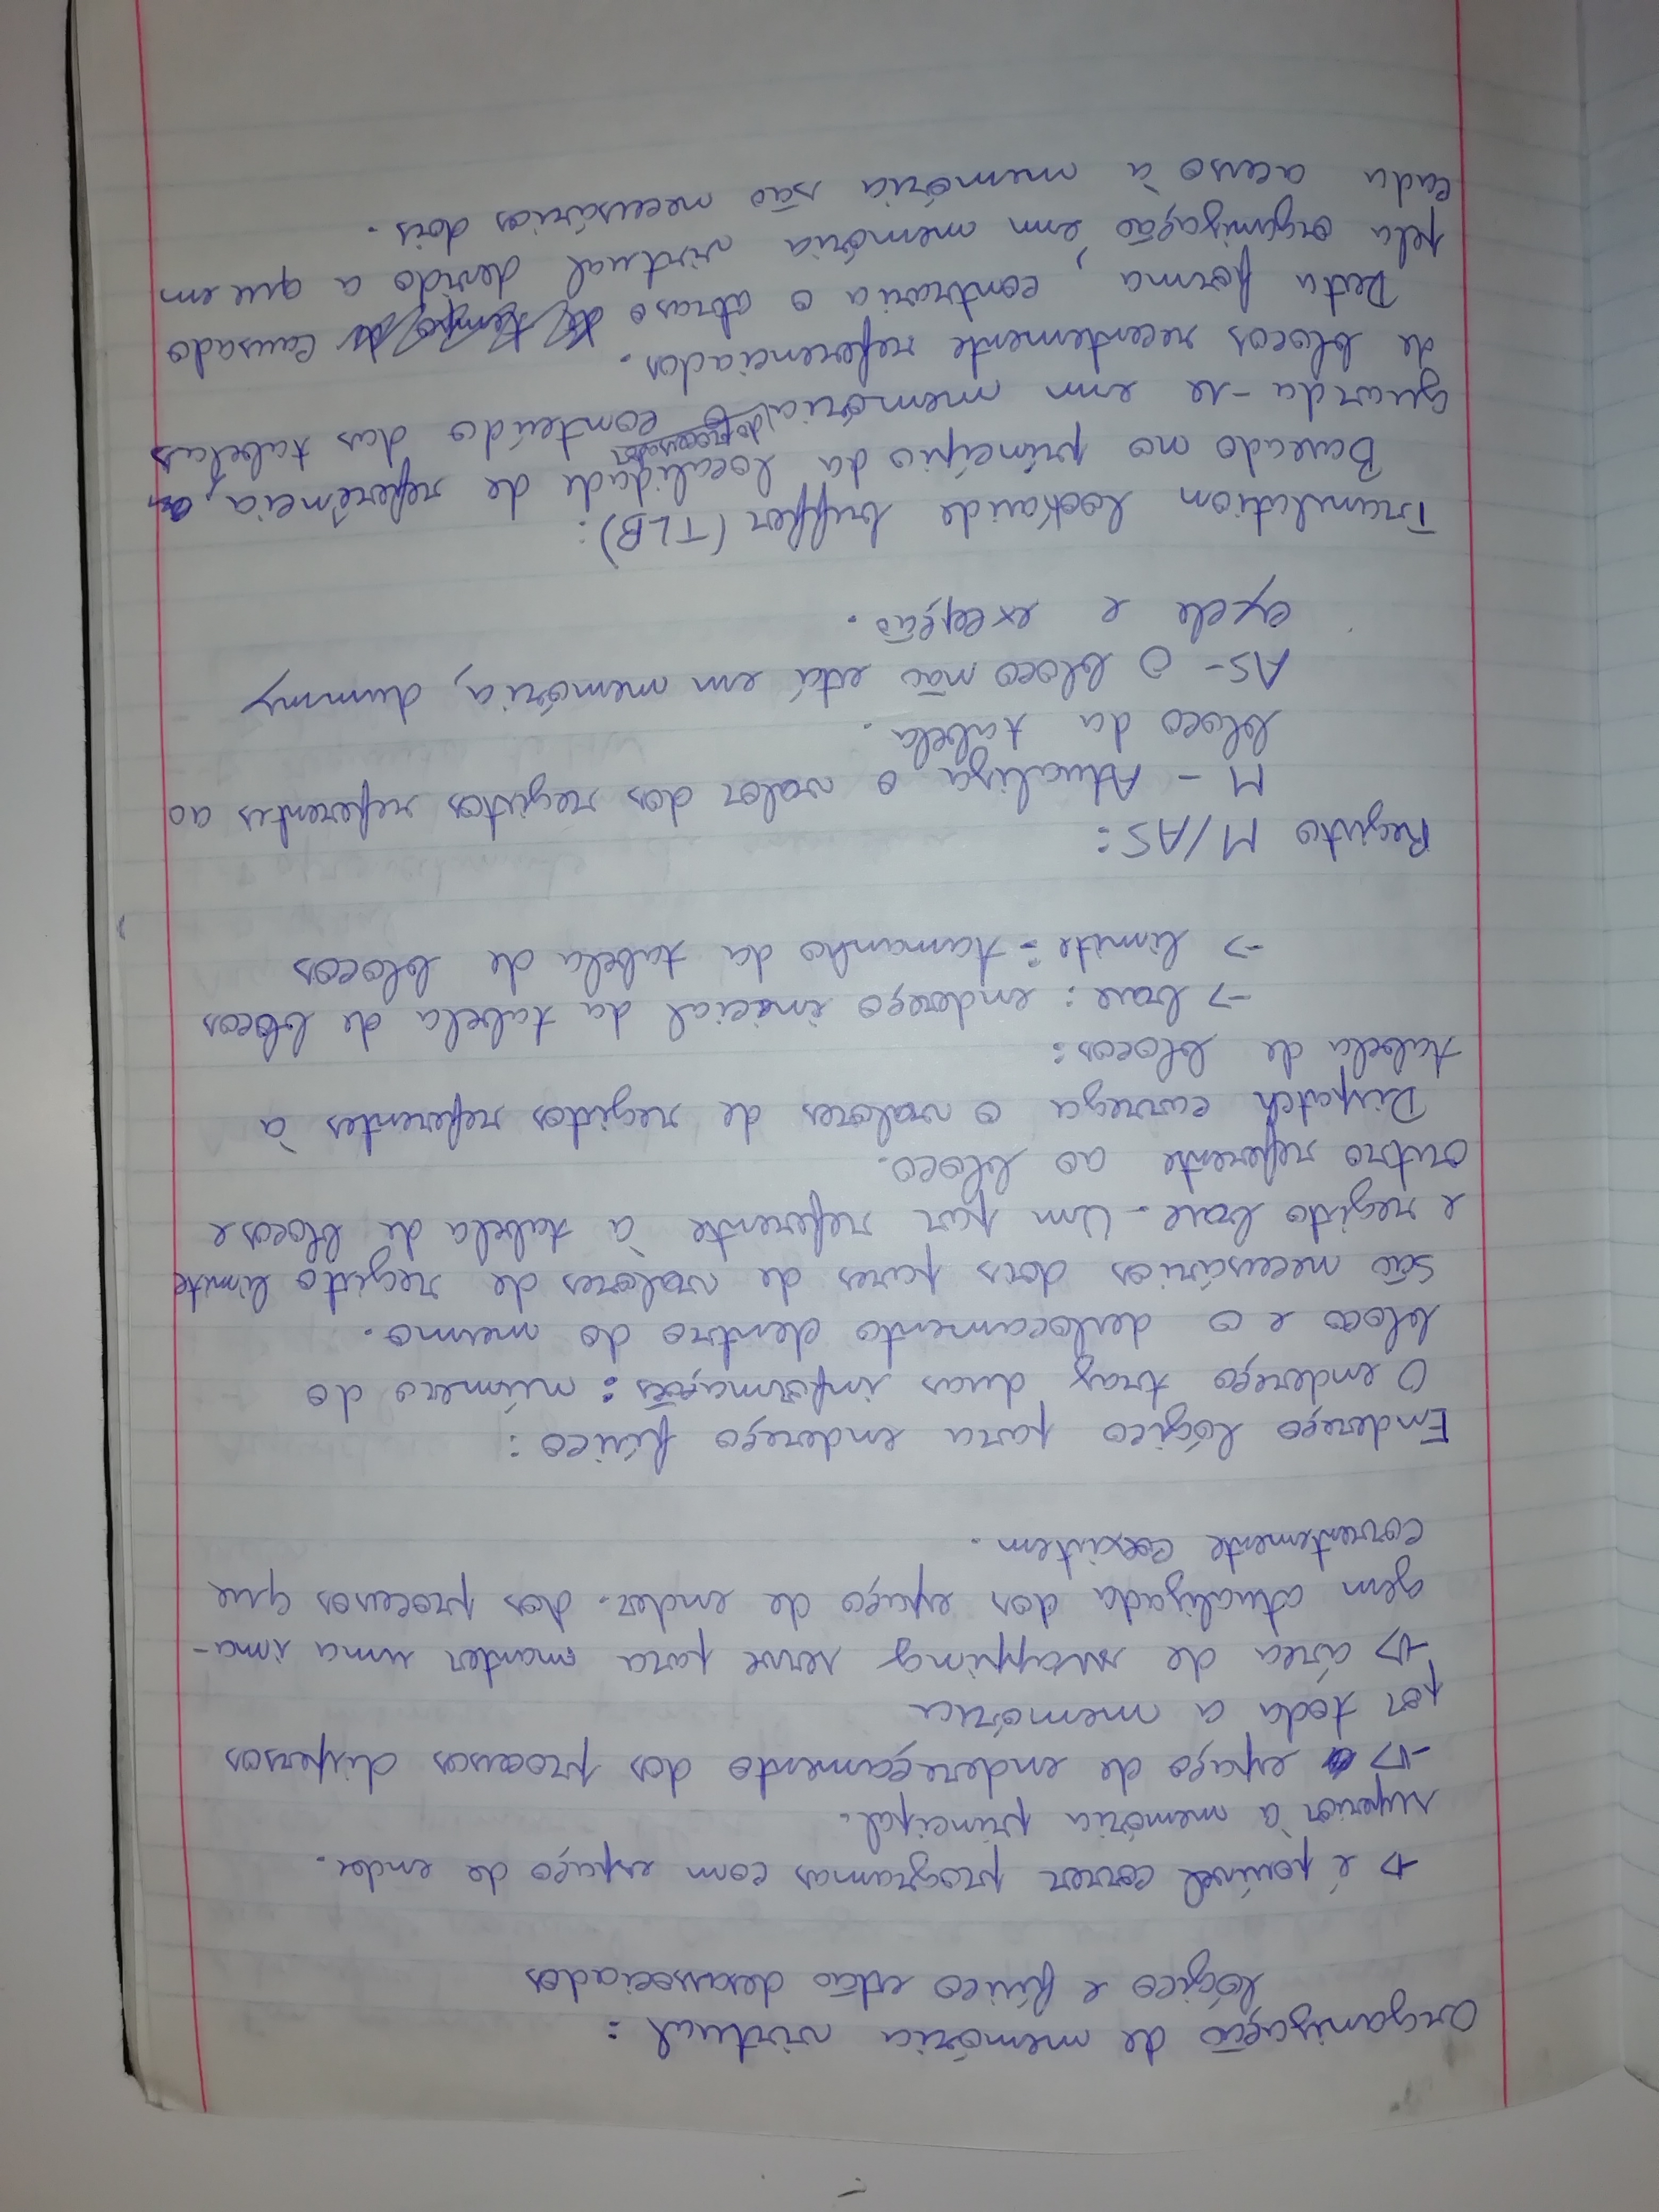 Organização de memória virtual :
lógico e físico estão desassociados
→ é possível correr programas com espaço de ender.
superior à memória principal.
→ espaço de endereçamento dos processos dispersos
por toda a memória
→ área de swapping serve para manter uma ima-
gem atualizada dos espaço de ender. dos processos que
correntemente coexistem.
Endereço lógico para endereço físico :
O endereço traz duas informações : número do
bloco e o deslocamento dentro do mesmo.
São necessários dois pares de valores de registo limite
e registo base. Um par referente à tabela de blocos e
outro referente ao bloco.
Dispatch carrega o valores de registos referentes à
tabela de blocos :
→ base : endereço inicial da tabela de blocos
→ limite : tamanho da tabela de blocos
Registo M/AS :
M - Atualiza o valor dos registos referentes ao
bloco da tabela.
AS - O bloco não está em memória, dummy
e excepção.
Translation lookaside buffer (TLB) :
Baseado no princípio da localidade de referência,
guarda-se em memória do processador o conteúdo das tabelas
de blocos recentemente referenciados.
Desta forma, contraria o atraso causado
pela organização em memória virtual devido a que em
cada acesso à memória são necessários dois.